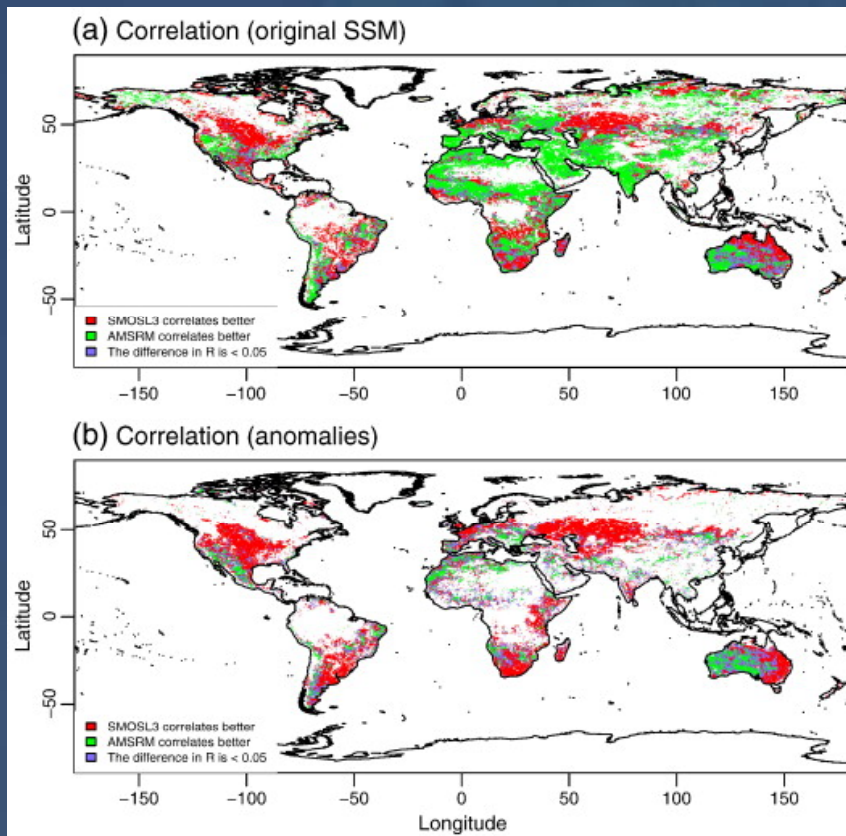 (a) Correlation (original SSM)
Latitude
50
0
−50
SMOSL3 correlates better
AMSRM correlates better
The difference in R is < 0.05
−150 −100 −50 0 50 100 150
(b) Correlation (anomalies)
Latitude
50
0
−50
SMOSL3 correlates better
AMSRM correlates better
The difference in R is < 0.05
−150 −100 −50 0 50 100 150
Longitude